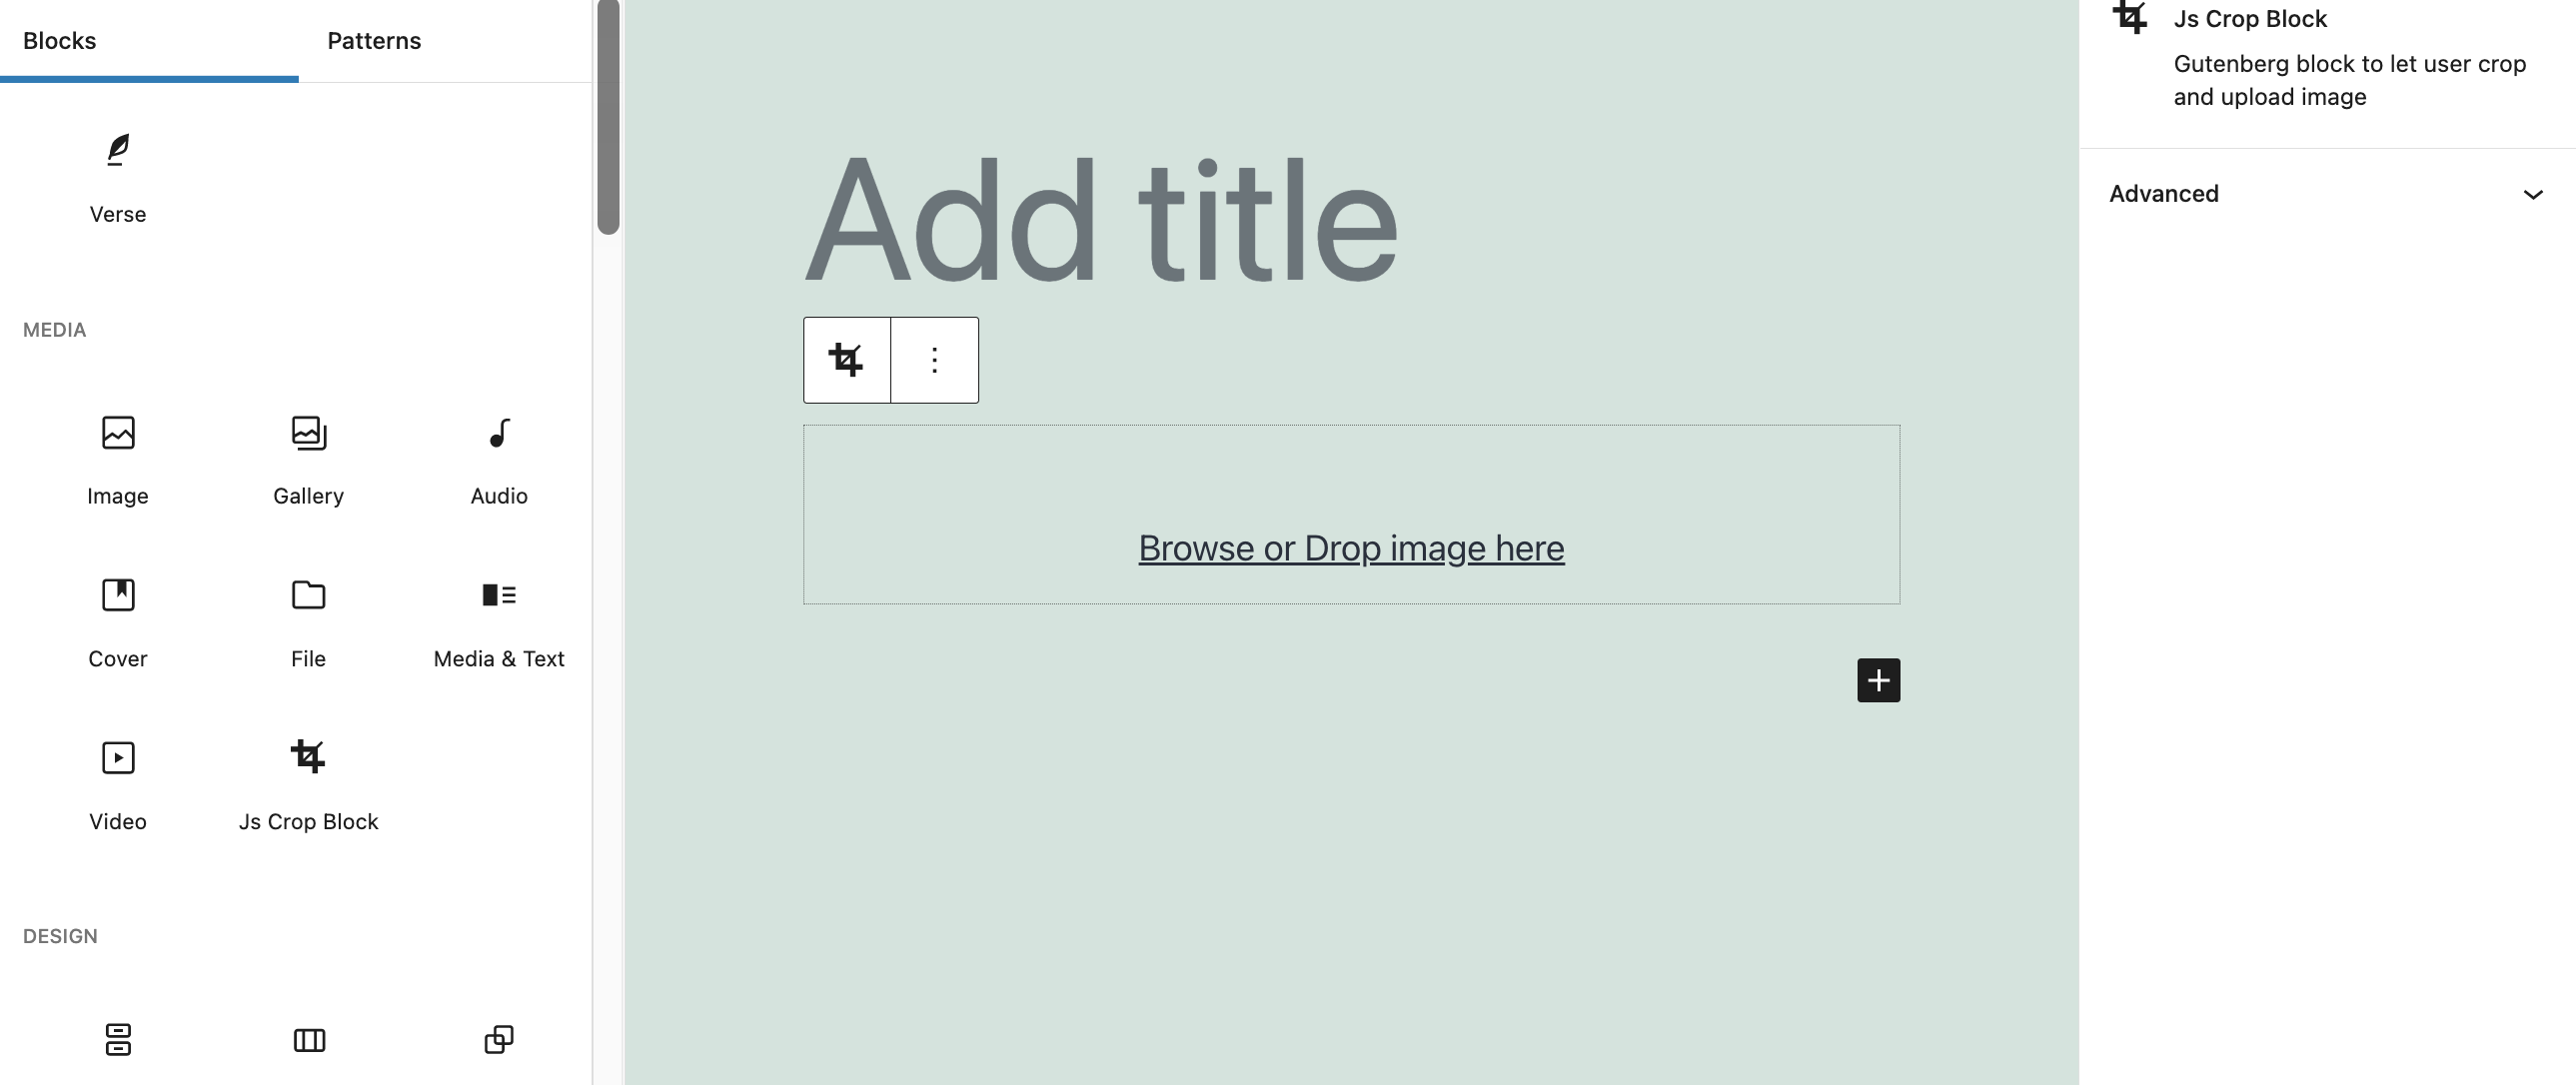 Blocks
Patterns
Verse
MEDIA
Image
Gallery
Audio
Cover
File
Media & Text
Video
Js Crop Block
DESIGN
Add title
Browse or Drop image here
Js Crop Block
Gutenberg block to let user crop
and upload image
Advanced